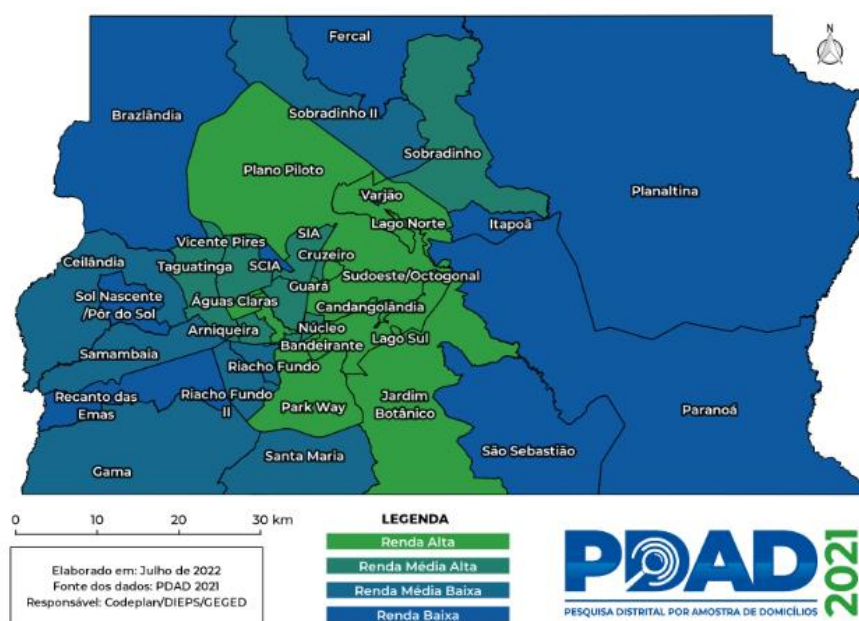 Fercal
N
Brazlândia
Sobradinho II
Sobradinho
Plano Piloto
Planaltina
Varjão
Lago Norte
Itapoã
SIA
Vicente Pires
Cruzeiro
Ceilândia
Taguatinga
SCIA
Sudoeste/Octogonal
Guará
Sol Nascente
/Pôr do Sol
Águas Claras
Candangolândia
Arniqueira
Núcleo
Bandeirante
Lago Sul
Samambaia
Riacho Fundo
Recanto das
Emas
Riacho Fundo
II
Park Way
Jardim
Botânico
Paranoá
São Sebastião
Santa Maria
Gama
0 10 20 30 km
LEGENDA
Renda Alta
Renda Média Alta
Renda Média Baixa
Renda Baixa
Elaborado em: Julho de 2022
Fonte dos dados: PDAD 2021
Responsável: Codeplan/DIEPS/GEGED
PDAD
2021
PESQUISA DISTRITAL POR AMOSTRA DE DOMICÍLIOS